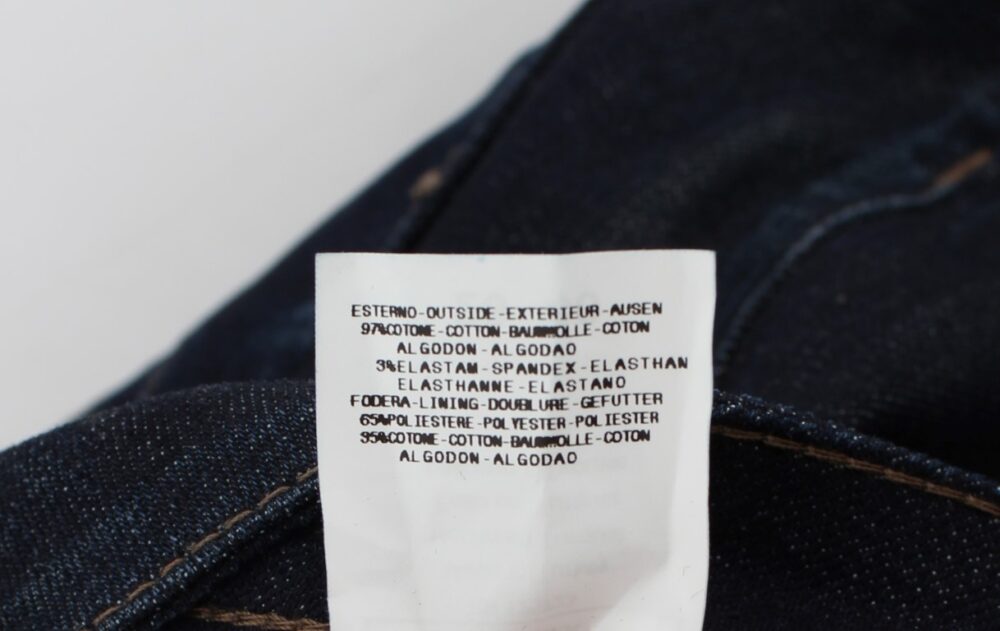 ESTERNO-OUTSIDE-EXTERIEUR-AUSEN
97%COTONE-COTTON-BAUMWOLLE-COTON
ALGODON-ALGODAO
3%ELASTAM-SPANDEX-ELASTHAN
ELASTHANNE-ELASTANO
FODERA-LINING-DOUBLURE-GEFUTTER
65%POLIESTERE-POLYESTER-POLIESTER
35%COTONE-COTTON-BAUMWOLLE-COTON
ALGODON-ALGODAO